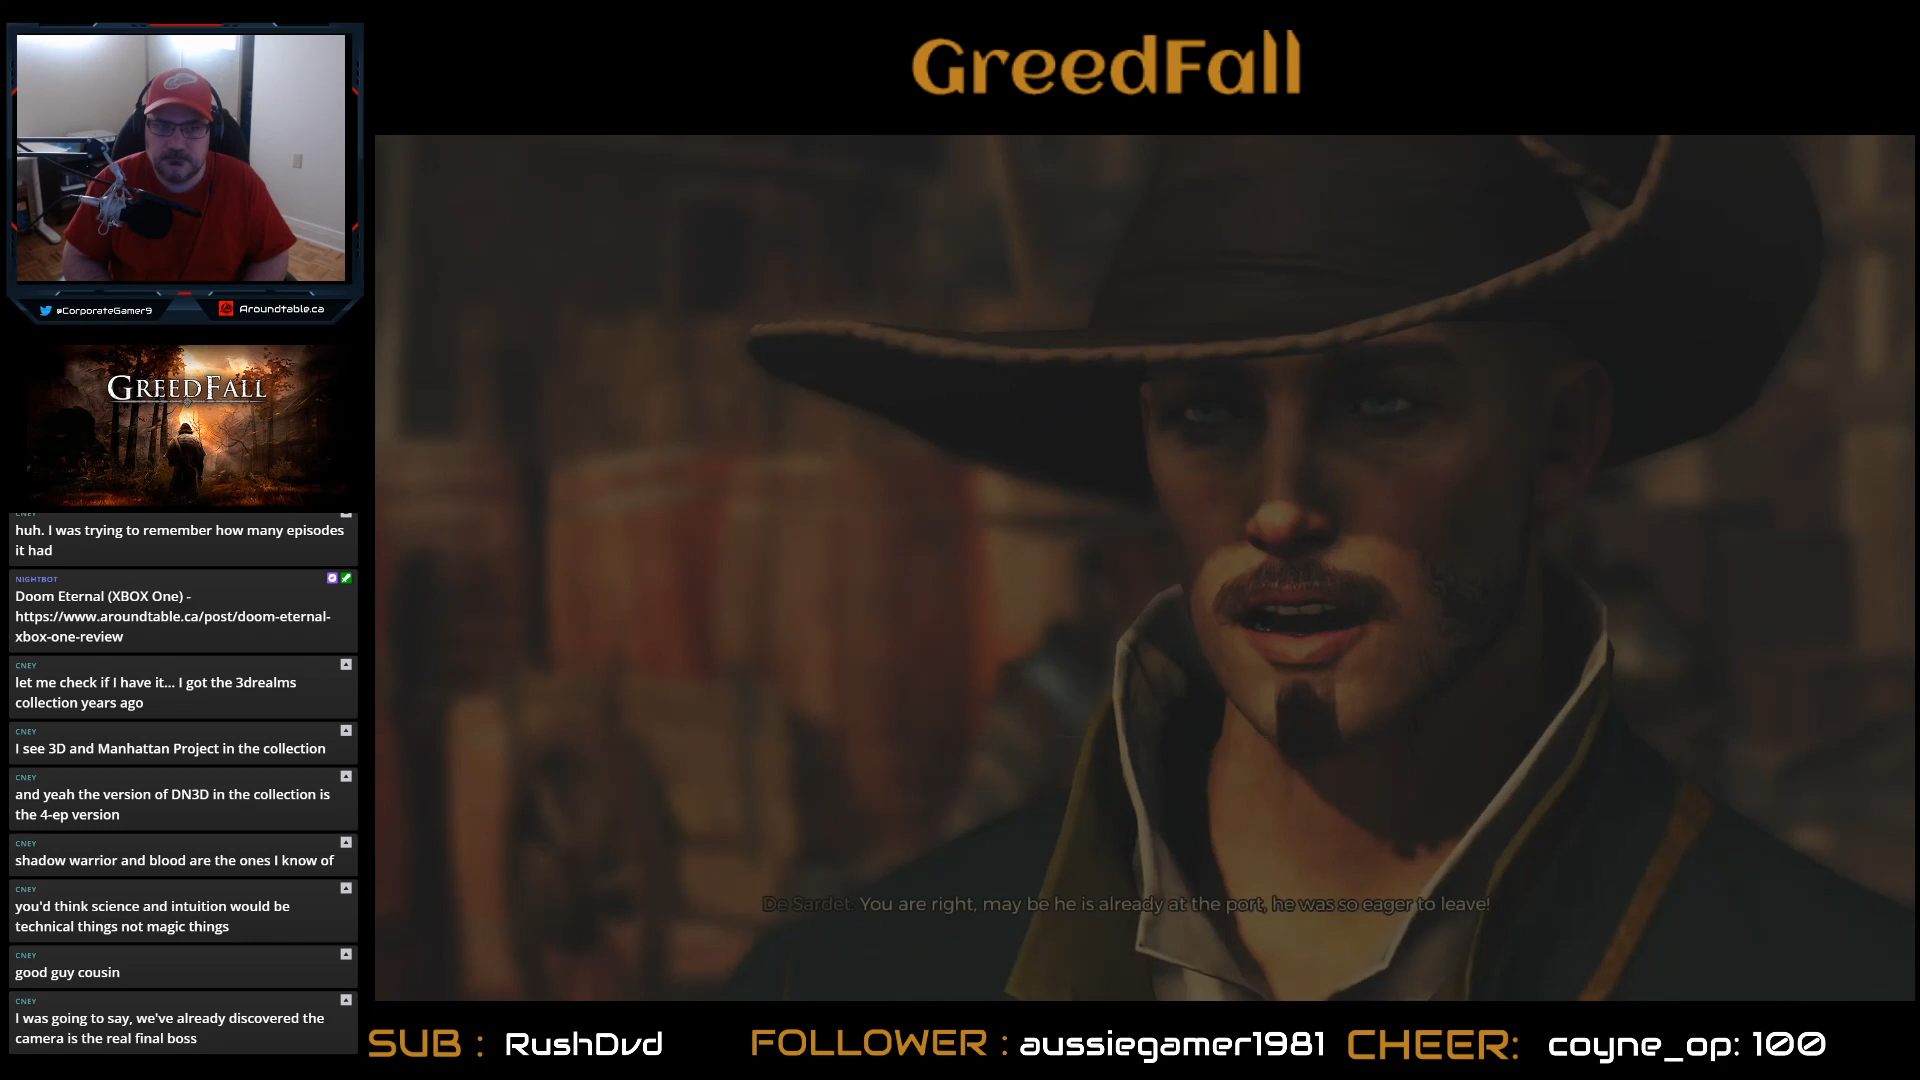 GreedFall
@CorporateGamer9
Aroundtable.ca
GREEDFALL
CNEY
huh. I was trying to remember how many episodes
it had
NIGHTBOT
Doom Eternal (XBOX One) -
https://www.aroundtable.ca/post/doom-eternal-
xbox-one-review
CNEY
let me check if I have it... I got the 3drealms
collection years ago
CNEY
I see 3D and Manhattan Project in the collection
CNEY
and yeah the version of DN3D in the collection is
the 4-ep version
CNEY
shadow warrior and blood are the ones I know of
CNEY
you'd think science and intuition would be
technical things not magic things
CNEY
good guy cousin
CNEY
I was going to say, we've already discovered the
camera is the real final boss
De Sardet: You are right, may be he is already at the port, he was so eager to leave!
SUB : RushDvd FOLLOWER : aussiegamer1981 CHEER: coyne_op: 100